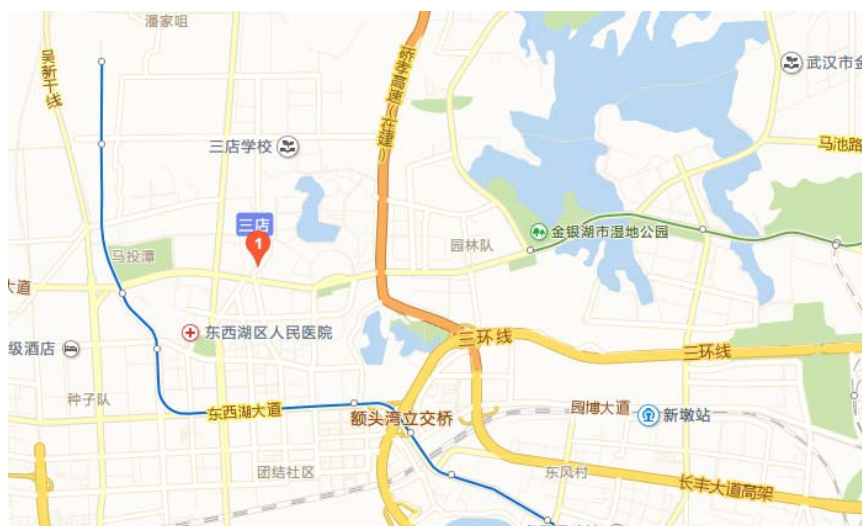 潘家咀
吴新干线
硚孝高速(在建)
武汉市金
三店学校
马池路
三店
1
马投潭
园林队
金银湖市湿地公园
大道
东西湖区人民医院
三环线
三环线
级酒店
种子队
东西湖大道
额头湾立交桥
园博大道
新墩站
团结社区
东风村
长丰大道高架